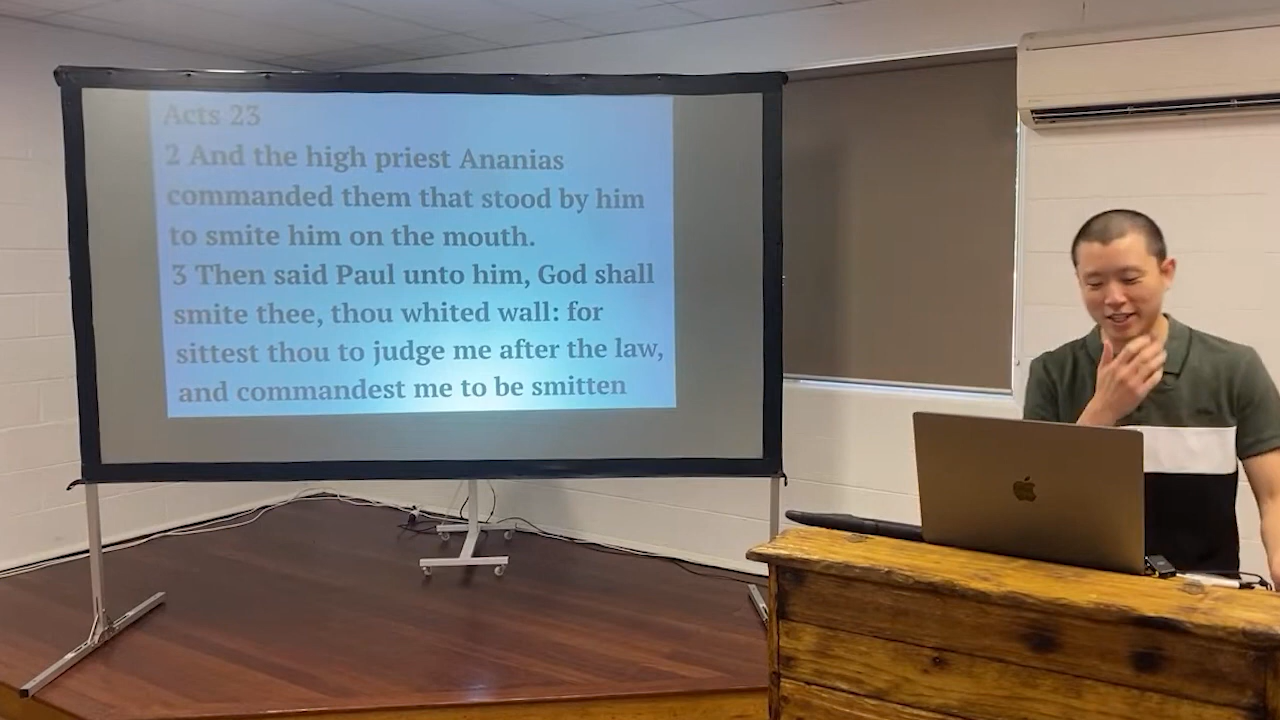 Acts 23
2 And the high priest Ananias
commanded them that stood by him
to smite him on the mouth.
3 Then said Paul unto him, God shall
smite thee, thou whited wall: for
sittest thou to judge me after the law,
and commandest me to be smitten